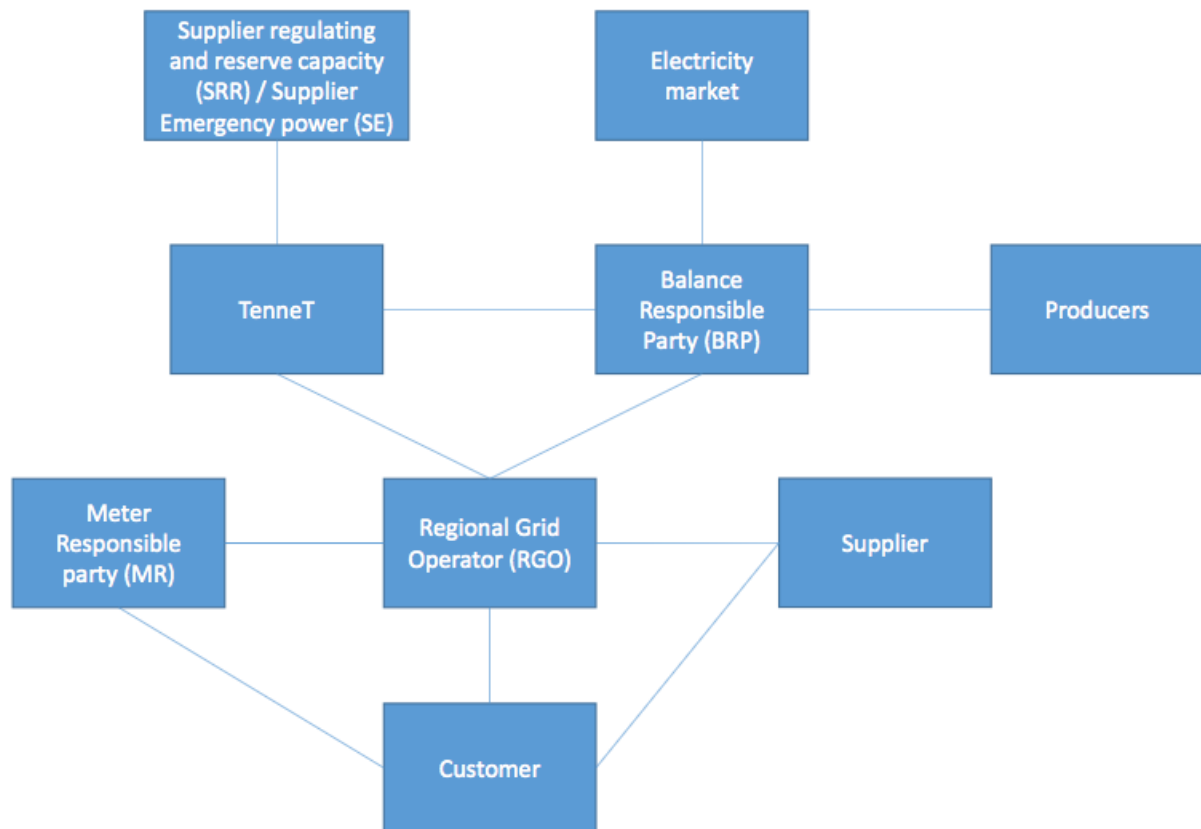 Supplier regulating
and reserve capacity
(SRR) / Supplier
Emergency power (SE)
Electricity
market
TenneT
Balance
Responsible
Party (BRP)
Producers
Meter
Responsible
party (MR)
Regional Grid
Operator (RGO)
Supplier
Customer